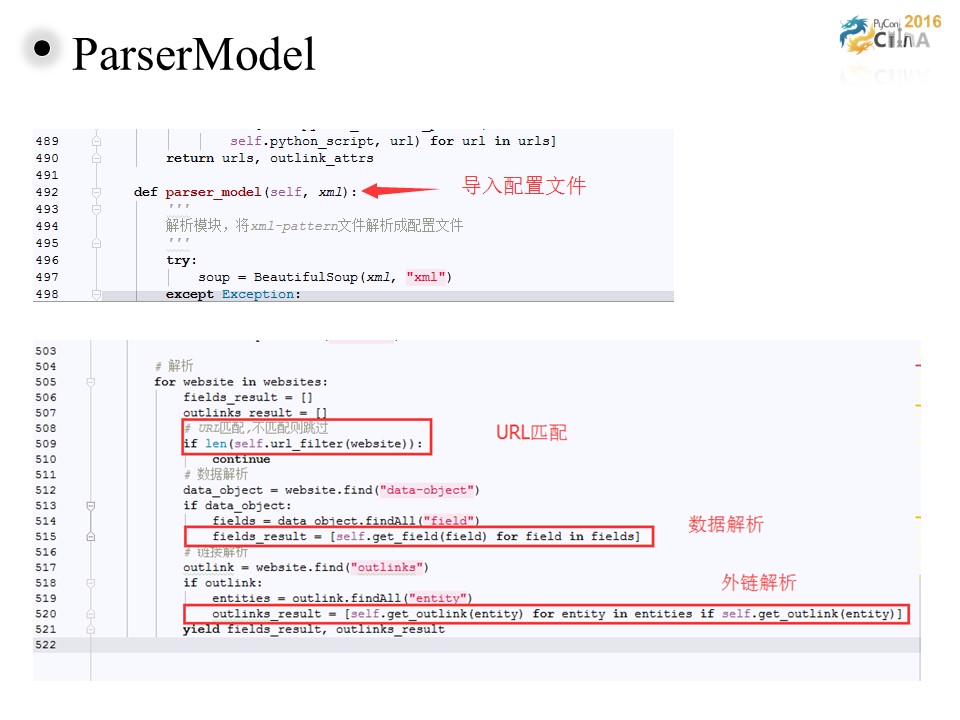 ParserModel
PyCon 2016
China
489 self.python_script, url) for url in urls]
490 return urls, outlink_attrs
491
492 def parser_model(self, xml):
导入配置文件
493 '''
494 解析模块，将xml-pattern文件解析成配置文件
495 '''
496 try:
497 soup = BeautifulSoup(xml, "xml")
498 except Exception:
503
504 # 解析
505 for website in websites:
506 fields_result = []
507 outlinks_result = []
508 # URL匹配,不匹配则跳过
509 if len(self.url_filter(website)):
URL匹配
510 continue
511 # 数据解析
512 data_object = website.find("data-object")
513 if data_object:
514 fields = data_object.findAll("field")
数据解析
515 fields_result = [self.get_field(field) for field in fields]
516 # 链接解析
517 outlink = website.find("outlinks")
518 if outlink:
外链解析
519 entities = outlink.findAll("entity")
520 outlinks_result = [self.get_outlink(entity) for entity in entities if self.get_outlink(entity)]
521 yield fields_result, outlinks_result
522